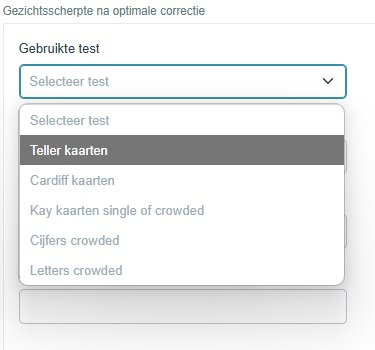 Gezichtsscherpte na optimale correctie
Gebruikte test
Selecteer test
Selecteer test
Teller kaarten
Cardiff kaarten
Kay kaarten single of crowded
Cijfers crowded
Letters crowded